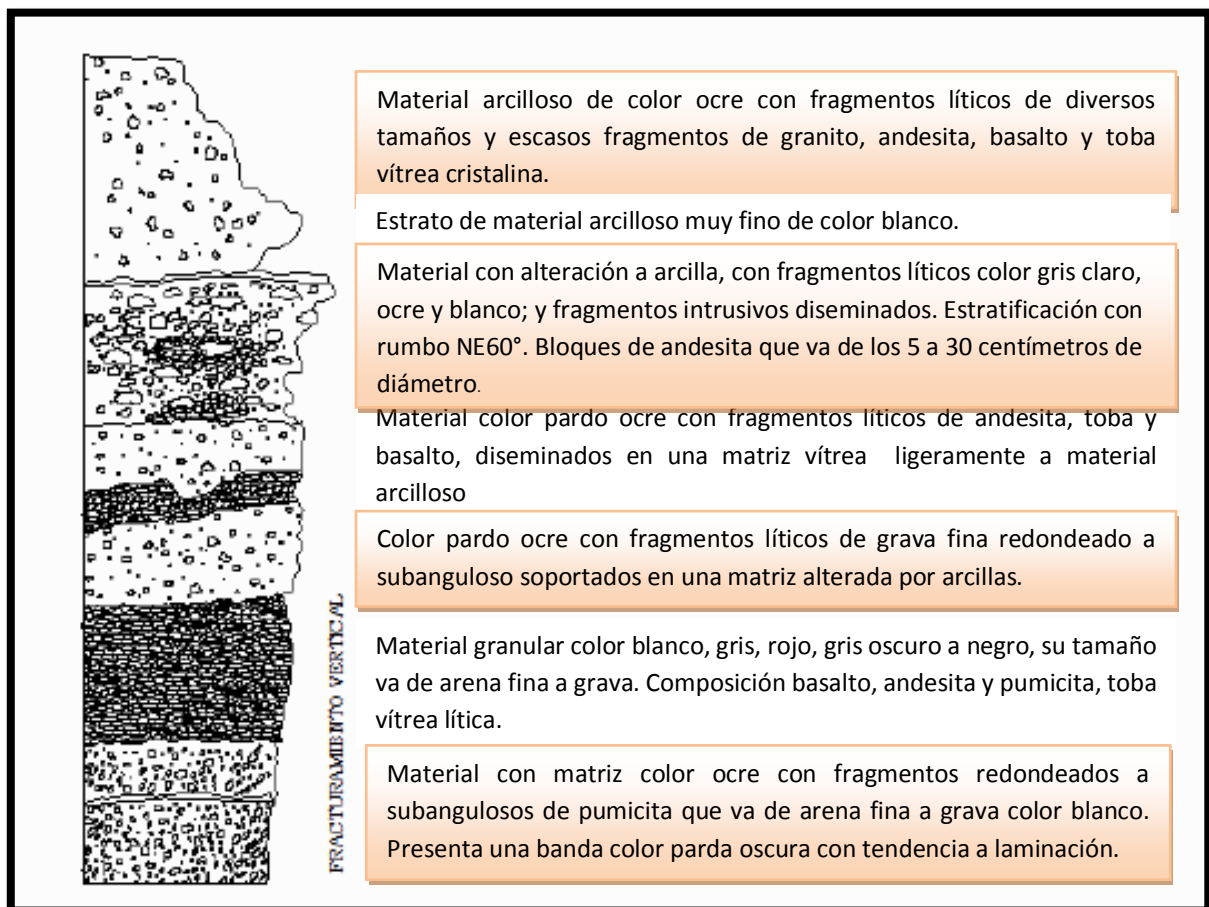 Material arcilloso de color ocre con fragmentos líticos de diversos
tamaños y escasos fragmentos de granito, andesita, basalto y toba
vítrea cristalina.
Estrato de material arcilloso muy fino de color blanco.
Material con alteración a arcilla, con fragmentos líticos color gris claro,
ocre y blanco; y fragmentos intrusivos diseminados. Estratificación con
rumbo NE60°. Bloques de andesita que va de los 5 a 30 centímetros de
diámetro.
Material color pardo ocre con fragmentos líticos de andesita, toba y
basalto, diseminados en una matriz vítrea ligeramente a material
arcilloso
Color pardo ocre con fragmentos líticos de grava fina redondeado a
subanguloso soportados en una matriz alterada por arcillas.
Material granular color blanco, gris, rojo, gris oscuro a negro, su tamaño
va de arena fina a grava. Composición basalto, andesita y pumicita, toba
vítrea lítica.
Material con matriz color ocre con fragmentos redondeados a
subangulosos de pumicita que va de arena fina a grava color blanco.
Presenta una banda color parda oscura con tendencia a laminación.
FRACTURAMIENTO VERTICAL